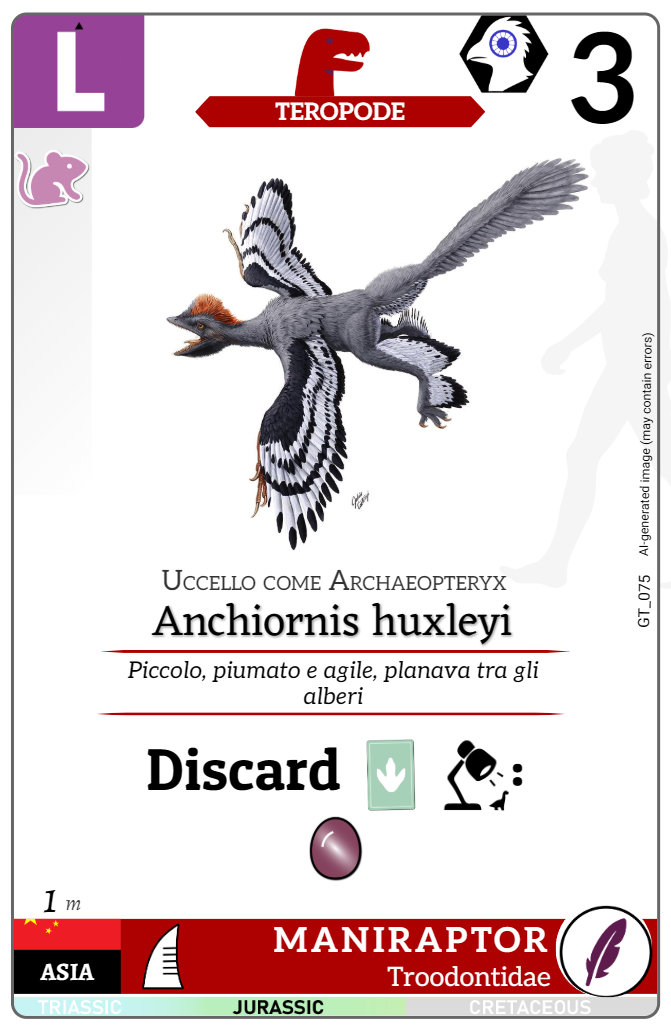 L
TEROPODE
3
AI-generated image (may contain errors)
GT_075
Uccello come Archaeopteryx
Anchiornis huxleyi
Piccolo, piumato e agile, planava tra gli
alberi
Discard :
1 m
MANIRAPTOR
ASIA
Troodontidae
TRIASSIC JURASSIC CRETACEOUS